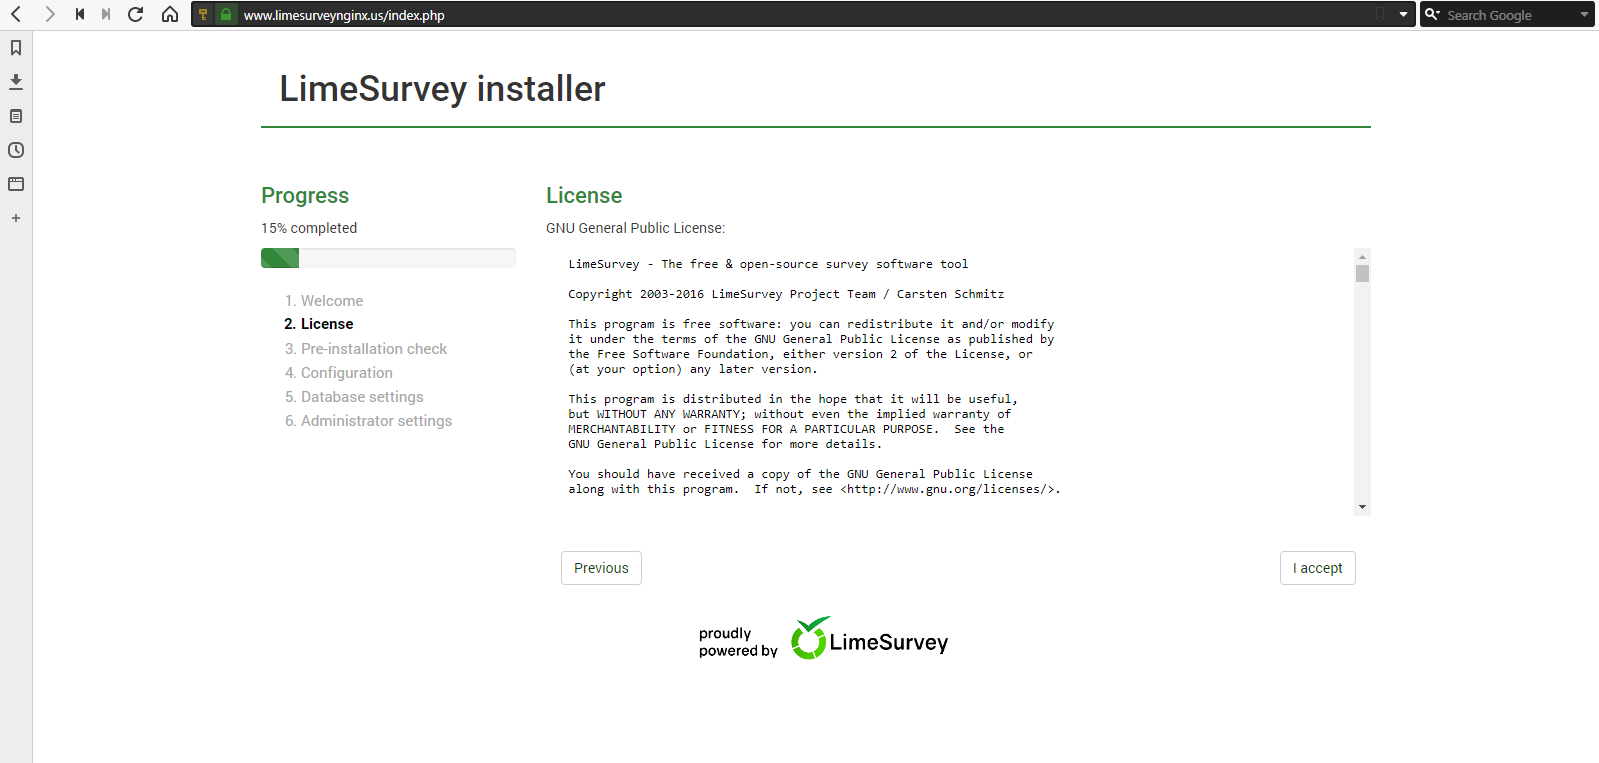 www.limesurveynginx.us/index.php
Search Google
LimeSurvey installer
Progress
15% completed
1. Welcome
2. License
3. Pre-installation check
4. Configuration
5. Database settings
6. Administrator settings
License
GNU General Public License:
LimeSurvey - The free & open-source survey software tool
Copyright 2003-2016 LimeSurvey Project Team / Carsten Schmitz
This program is free software: you can redistribute it and/or modify
it under the terms of the GNU General Public License as published by
the Free Software Foundation, either version 2 of the License, or
(at your option) any later version.
This program is distributed in the hope that it will be useful,
but WITHOUT ANY WARRANTY; without even the implied warranty of
MERCHANTABILITY or FITNESS FOR A PARTICULAR PURPOSE.  See the
GNU General Public License for more details.
You should have received a copy of the GNU General Public License
along with this program.  If not, see <http://www.gnu.org/licenses/>.
Previous
I accept
proudly
powered by
LimeSurvey